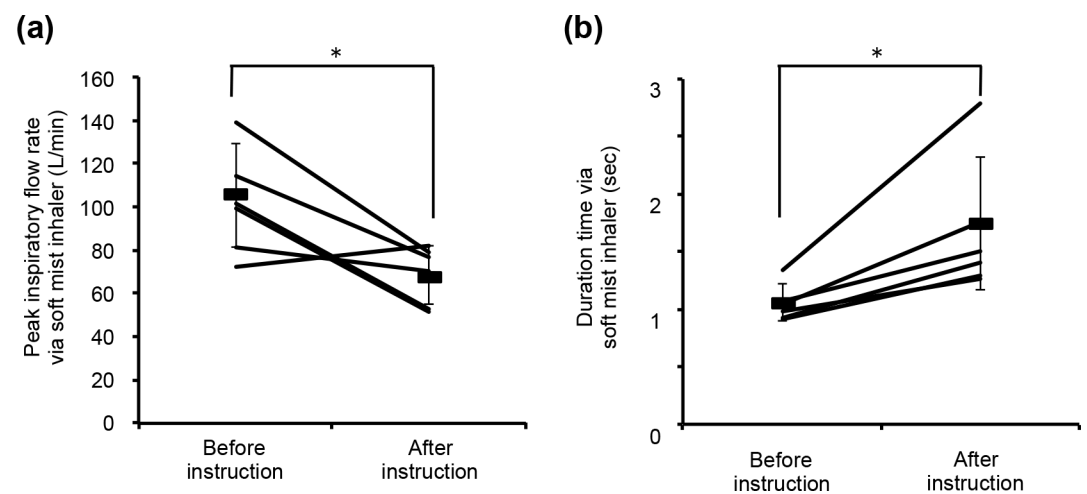 (a)
*
Peak inspiratory flow rate
via soft mist inhaler (L/min)
160
140
120
100
80
60
40
20
0
Before
instruction
After
instruction
(b)
*
Duration time via
soft mist inhaler (sec)
3
2
1
0
Before
instruction
After
instruction